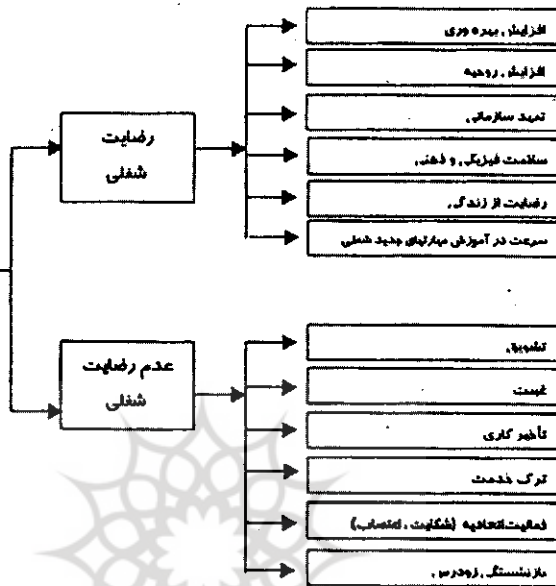 افزایش بهره وری
افزایش روحیه
تعهد سازمانی
سلامت فیزیکی و ذهنی
رضایت از زندگی
سرعت در آموزش مهارتهای جدید شغلی
رضایت
شغلی
تشویق
غیبت
تأخیر کاری
ترک خدمت
فعالیت اتحادیه (شکایت، اعتصاب)
بازنشستگی زودرس
عدم رضایت
شغلی